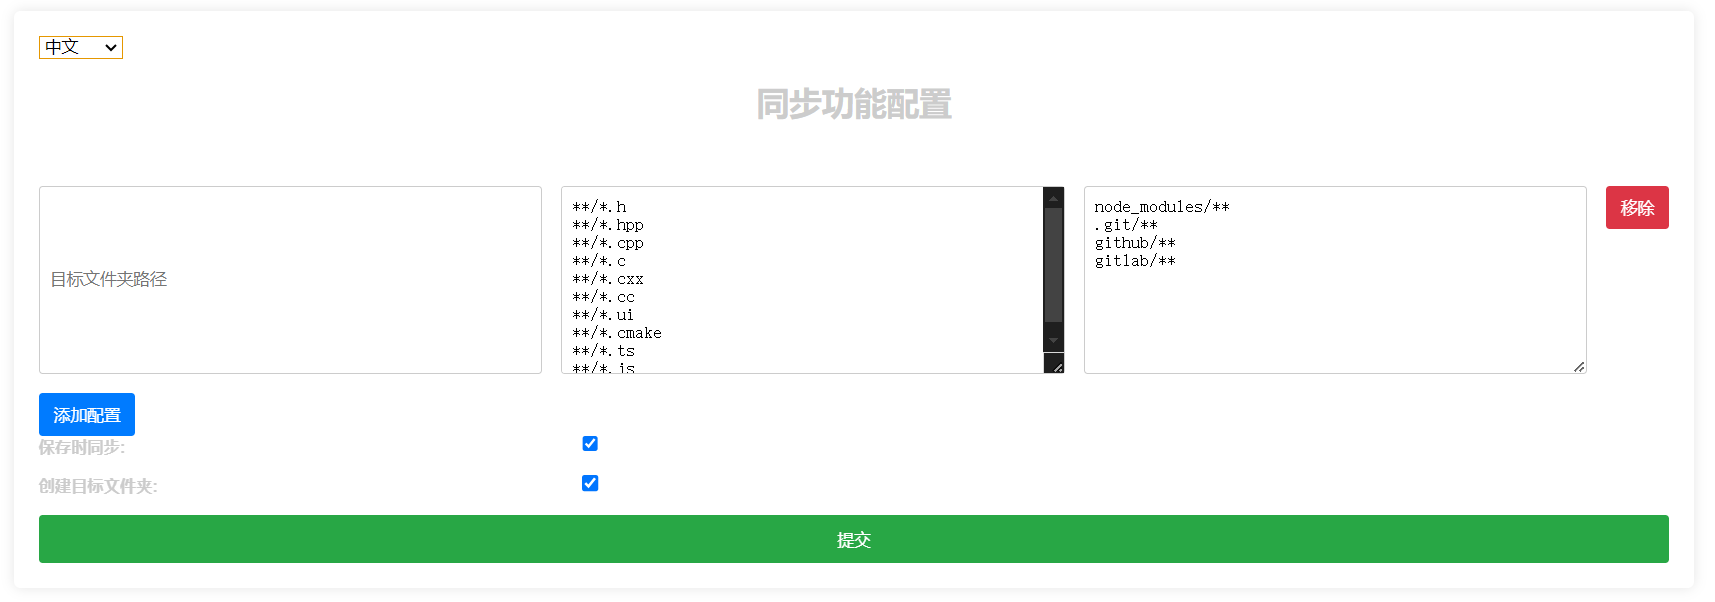 中文
同步功能配置
目标文件夹路径
**/*.h
**/*.hpp
**/*.cpp
**/*.c
**/*.cxx
**/*.cc
**/*.ui
**/*.cmake
**/*.ts
**/*.js
node_modules/**
.git/**
github/**
gitlab/**
移除
添加配置
保存时同步:
创建目标文件夹:
提交